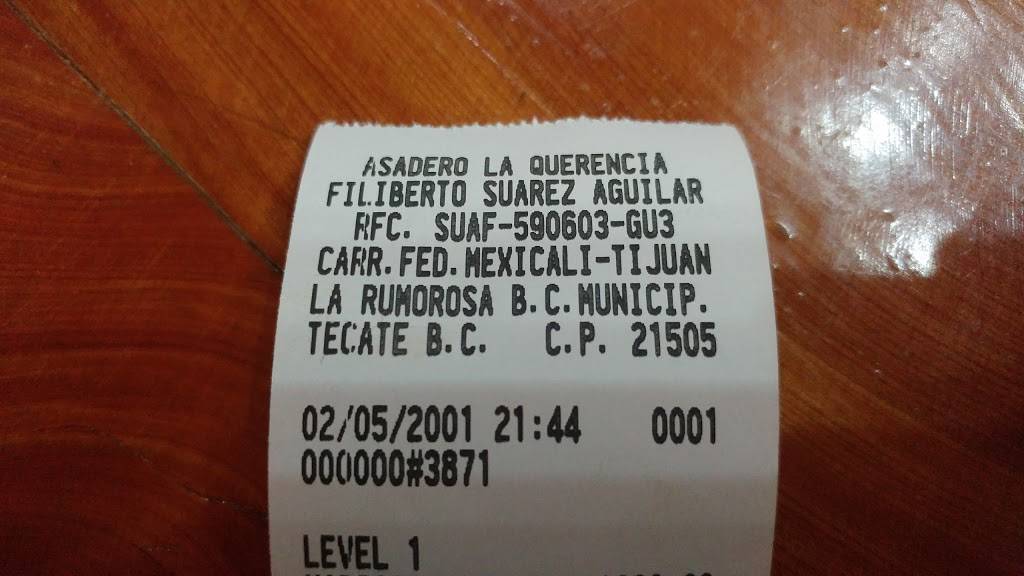 ASADERO LA QUERENCIA
FILIBERTO SUAREZ AGUILAR
RFC. SUAF-590603-GU3
CARR.FED.MEXICALI-TIJUAN
LA RUMOROSA B.C.MUNICIP.
TECATE B.C. C.P. 21505
02/05/2001 21:44 0001
000000#3871
LEVEL 1